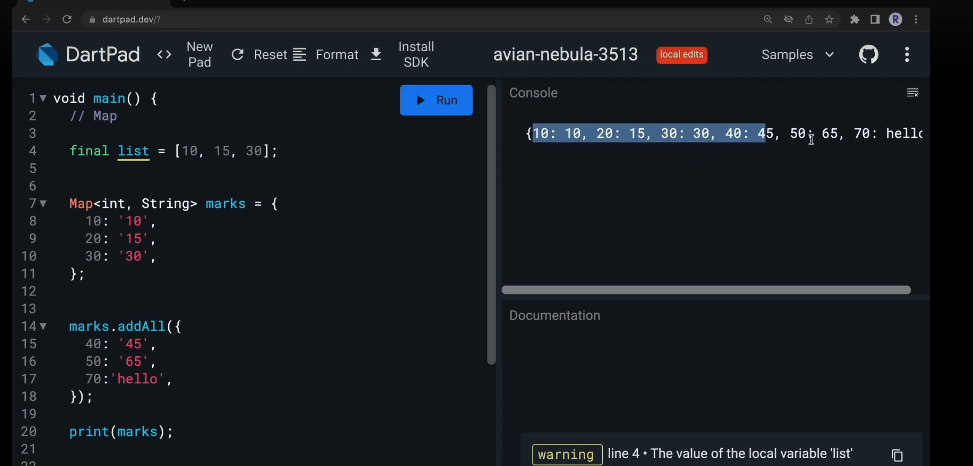 dartpad.dev/?
DartPad
<>
New Pad
Reset
Format
Install SDK
avian-nebula-3513
local edits
Samples
1 void main() {
2 // Map
3
4 final list = [10, 15, 30];
5
6
7 Map<int, String> marks = {
8 10: '10',
9 20: '15',
10 30: '30',
11 };
12
13
14 marks.addAll({
15 40: '45',
16 50: '65',
17 70:'hello',
18 });
19
20 print(marks);
21
22
Run
Console
{10: 10, 20: 15, 30: 30, 40: 45, 50: 65, 70: hello
Documentation
warning line 4 • The value of the local variable 'list'